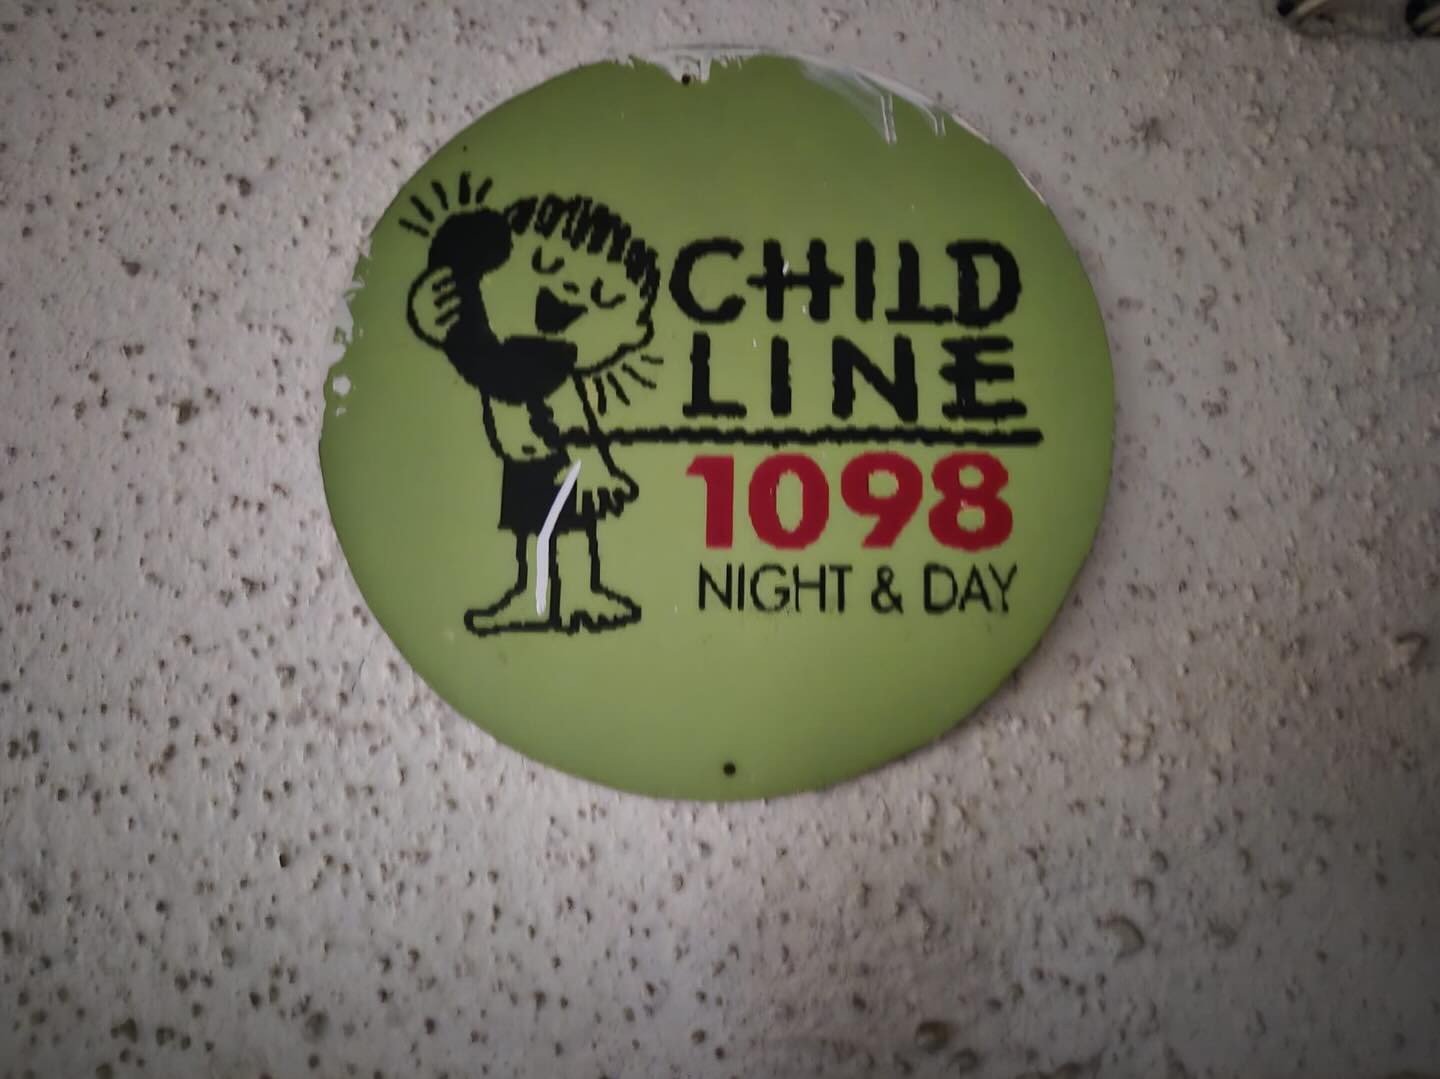 CHILD
LINE
1098
NIGHT & DAY